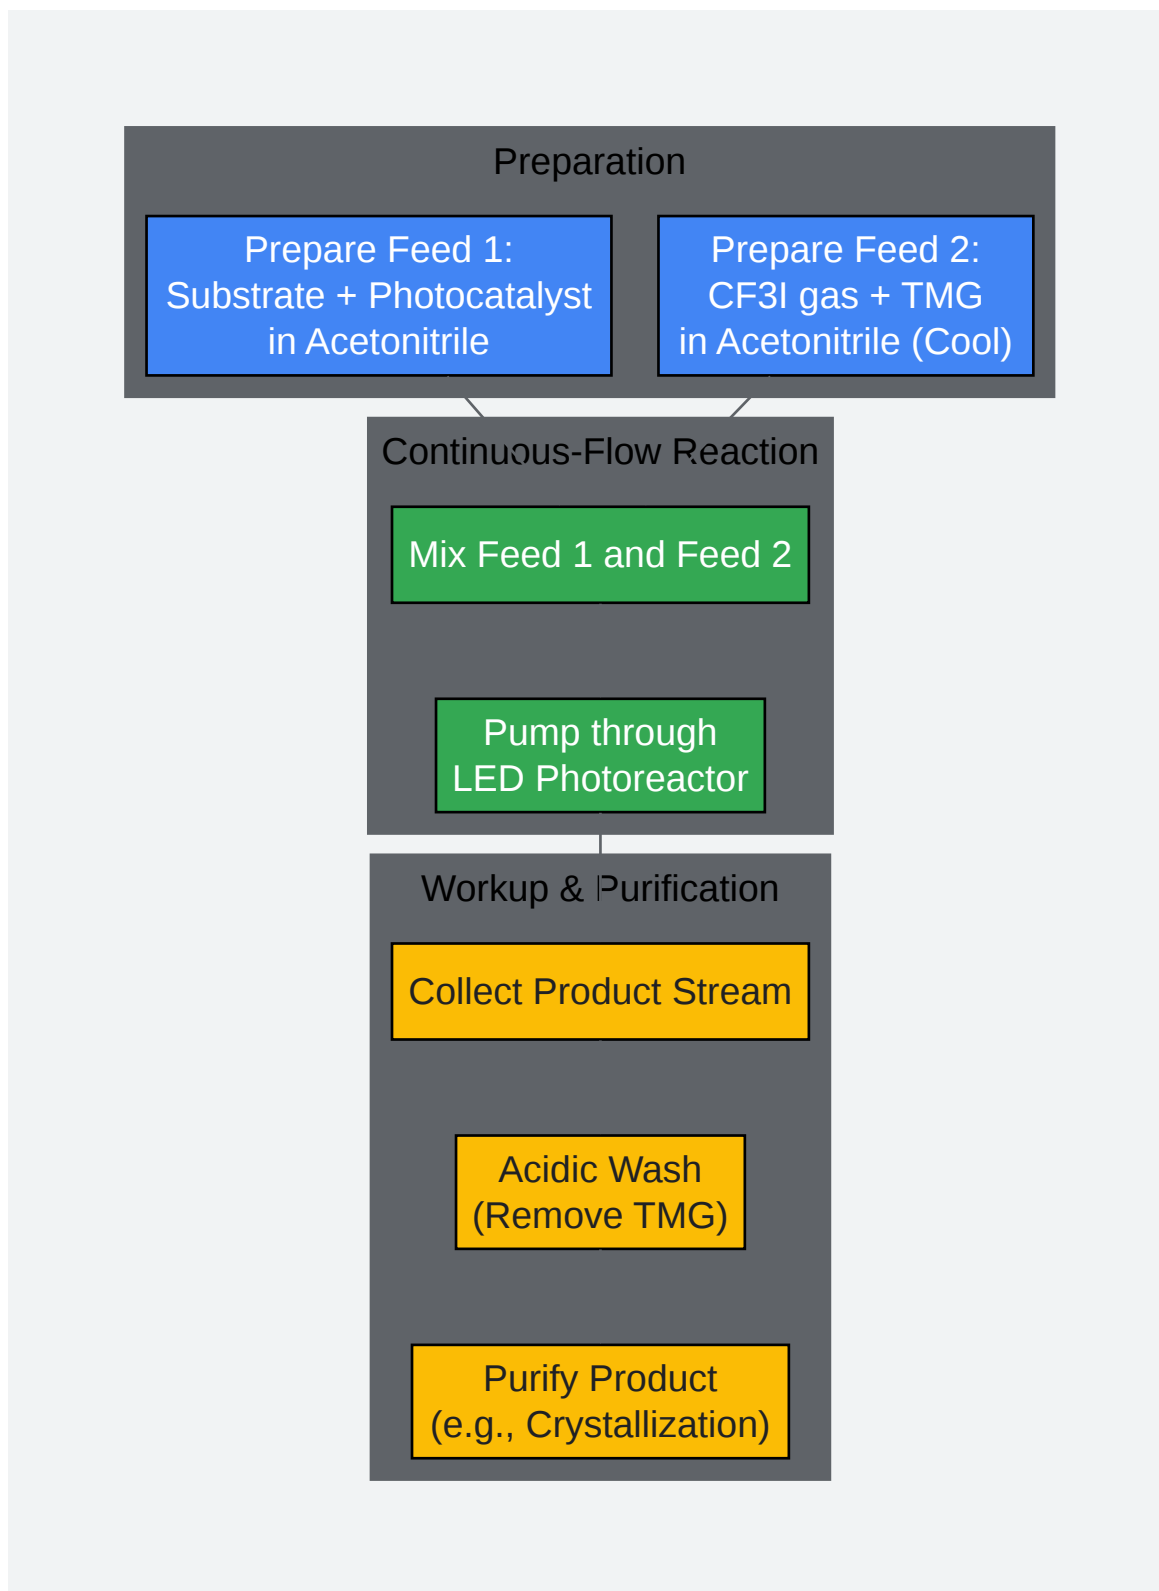 Preparation
Prepare Feed 1:
Substrate + Photocatalyst
in Acetonitrile
Prepare Feed 2:
CF3I gas + TMG
in Acetonitrile (Cool)
Continuous-Flow Reaction
Mix Feed 1 and Feed 2
Pump through
LED Photoreactor
Workup & Purification
Collect Product Stream
Acidic Wash
(Remove TMG)
Purify Product
(e.g., Crystallization)